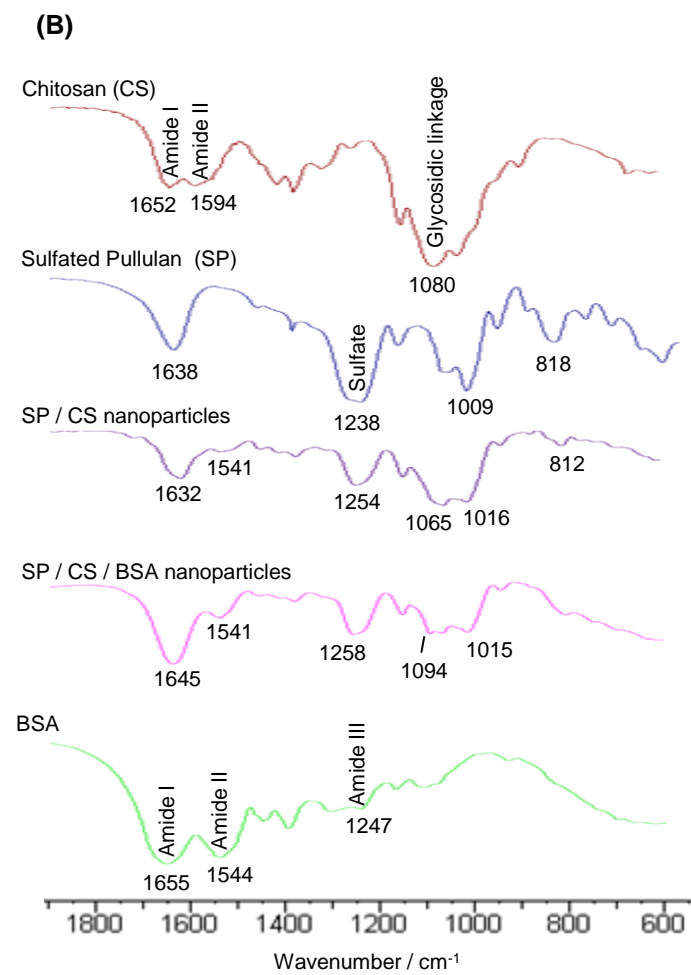 (B)
Chitosan (CS)
Amide I
Amide II
Glycosidic linkage
1652
1594
1080
Sulfated Pullulan (SP)
Sulfate
1638
1238
1009
818
SP / CS nanoparticles
1541
1632
1254
1065
1016
812
SP / CS / BSA nanoparticles
1541
1645
1258
1094
1015
BSA
Amide I
Amide II
Amide III
1247
1655
1544
1800 1600 1400 1200 1000 800 600
Wavenumber / cm-1